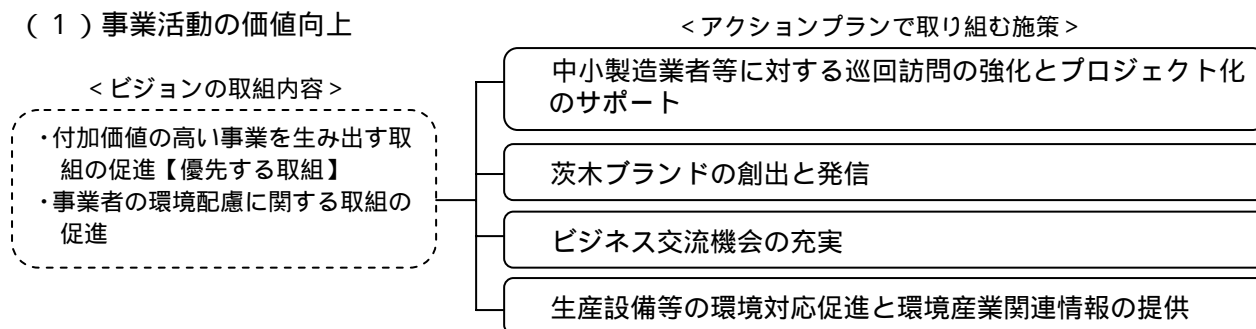 （１）事業活動の価値向上
＜アクションプランで取り組む施策＞
＜ビジョンの取組内容＞
・付加価値の高い事業を生み出す取
組の促進【優先する取組】
・事業者の環境配慮に関する取組の
促進
中小製造業者等に対する巡回訪問の強化とプロジェクト化
のサポート
茨木ブランドの創出と発信
ビジネス交流機会の充実
生産設備等の環境対応促進と環境産業関連情報の提供